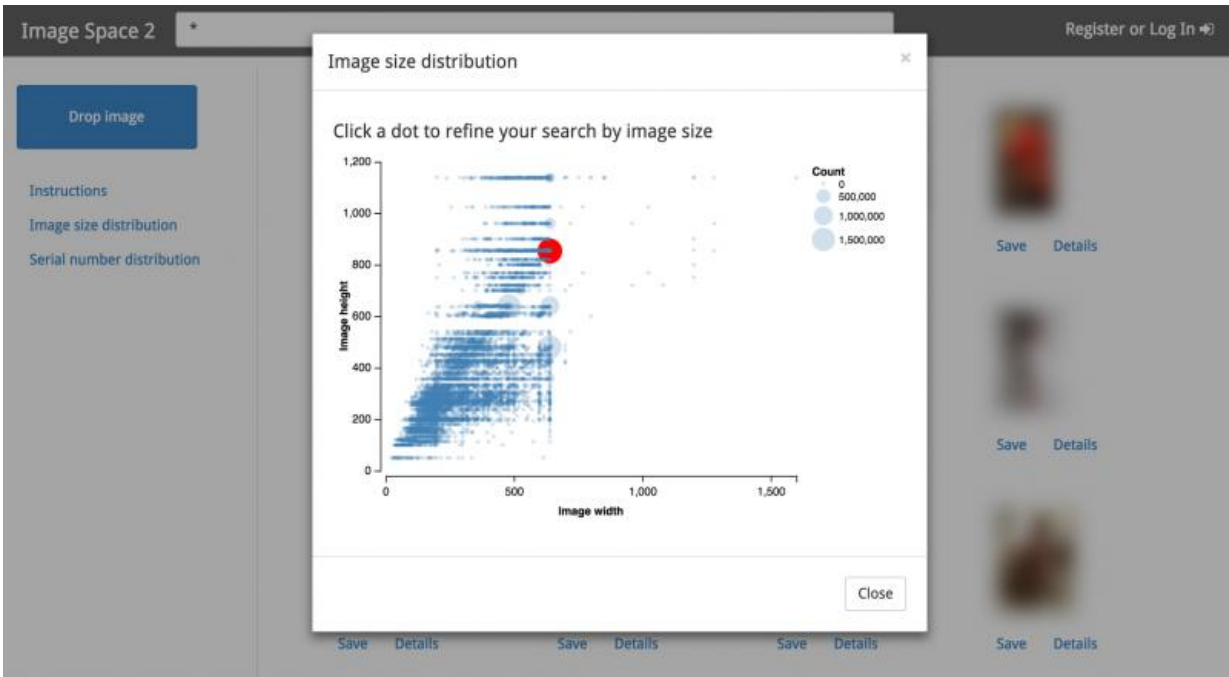 Image Space 2
*
Register or Log In
Drop image
Instructions
Image size distribution
Serial number distribution
Image size distribution
×
Click a dot to refine your search by image size
1,200
1,000
800
600
400
200
0
Image height
0
500
1,000
1,500
Image width
Count
0
500,000
1,000,000
1,500,000
Close
Save Details
Save Details
Save Details
Save Details
Save Details
Save Details